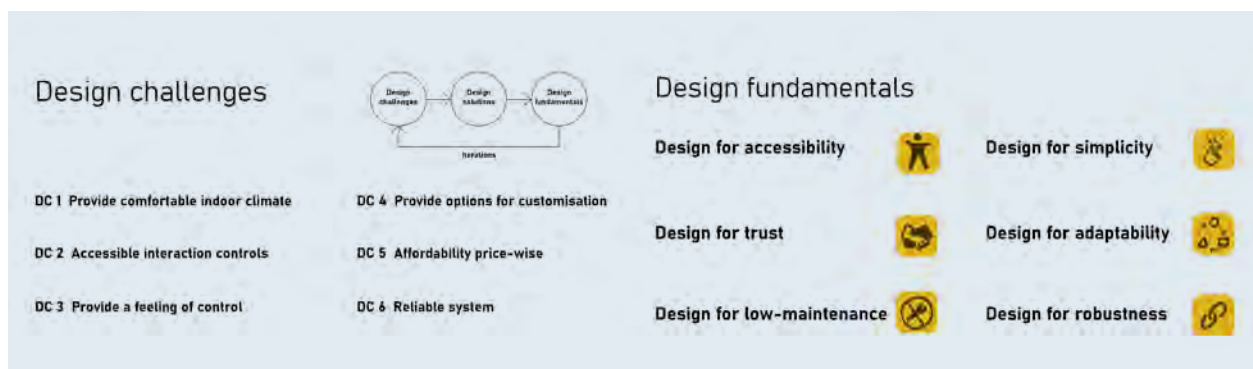 Design challenges
Design
challenges
Design
solutions
Design
fundamentals
Iterations
DC 1 Provide comfortable indoor climate
DC 2 Accessible interaction controls
DC 3 Provide a feeling of control
DC 4 Provide options for customisation
DC 5 Affordability price-wise
DC 6 Reliable system
Design fundamentals
Design for accessibility
Design for simplicity
Design for trust
Design for adaptability
Design for low-maintenance
Design for robustness